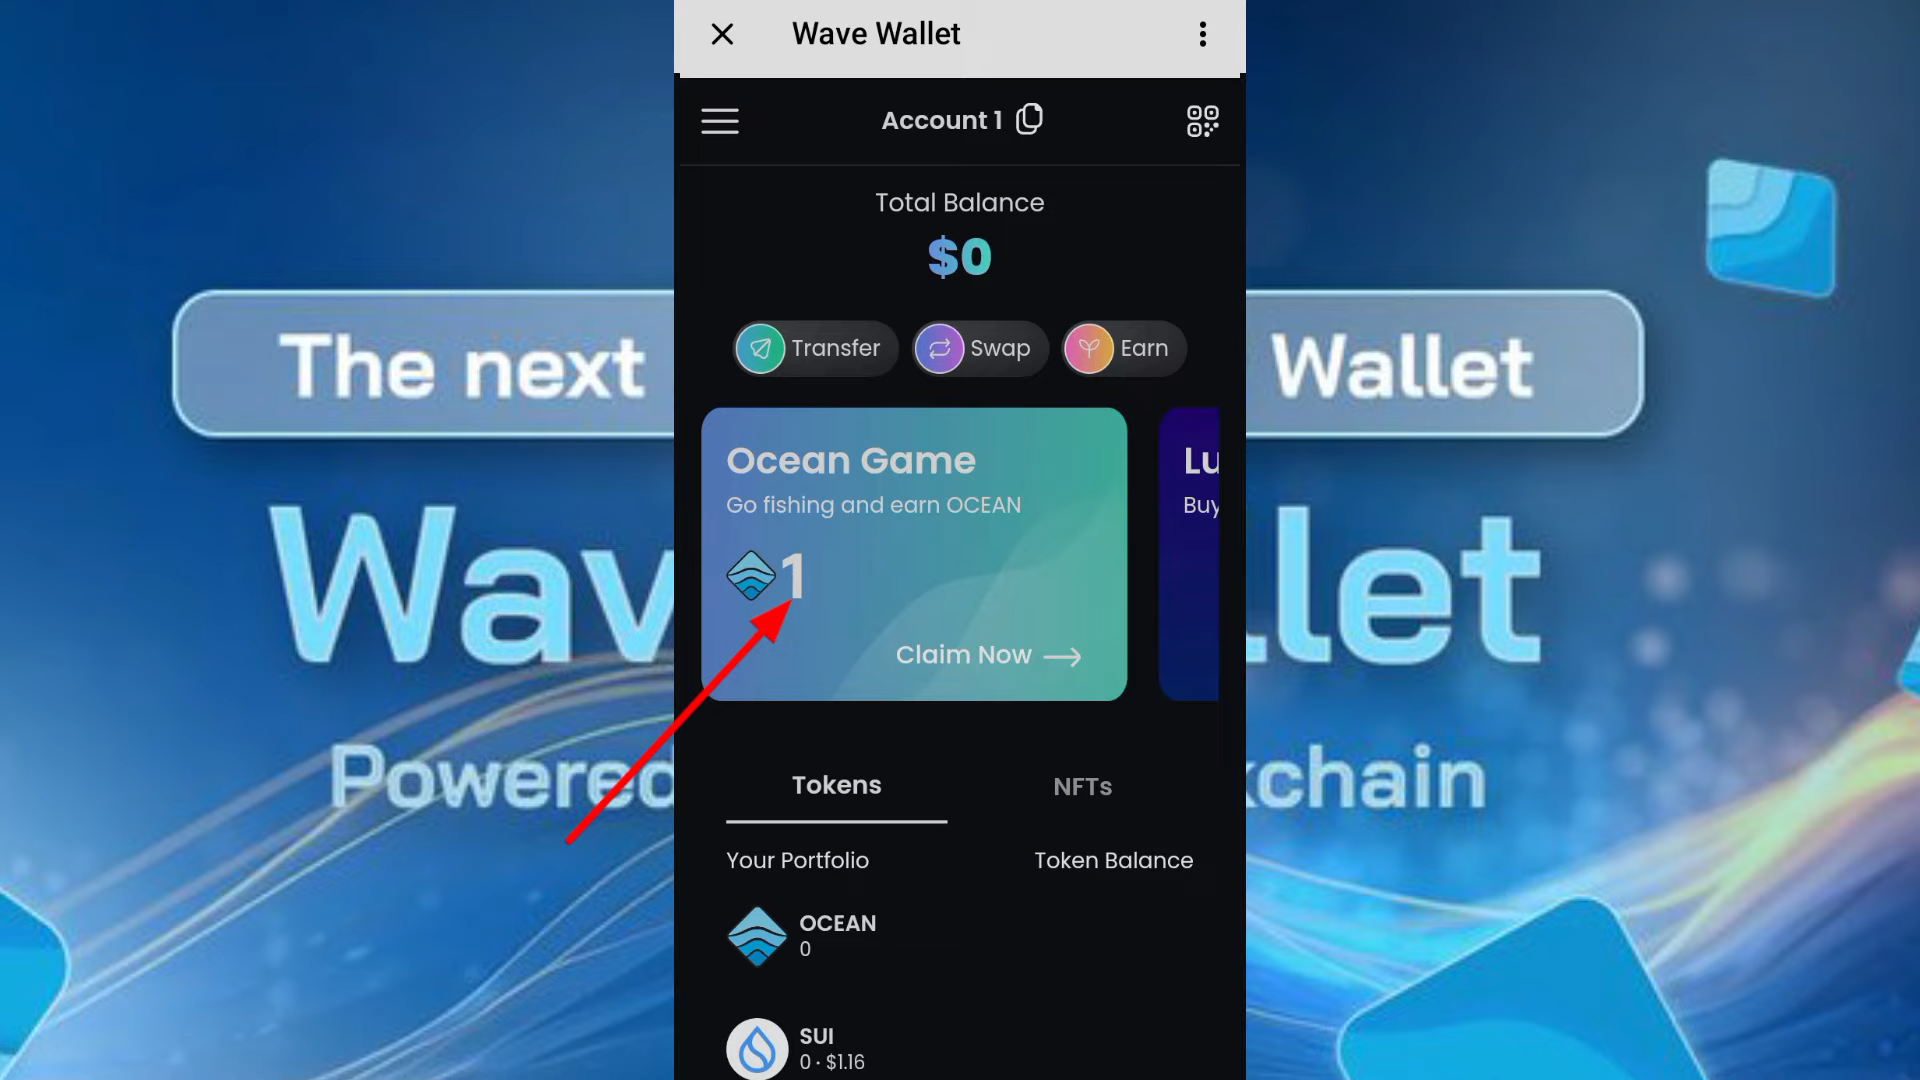 Wave Wallet
Account 1
Total Balance
$0
Transfer
Swap
Earn
The next
Wallet
Ocean Game
Go fishing and earn OCEAN
1
Claim Now
Lu
Buy
Wav
llet
Powered
kchain
Tokens
NFTs
Your Portfolio
Token Balance
OCEAN
0
SUI
0 · $1.16